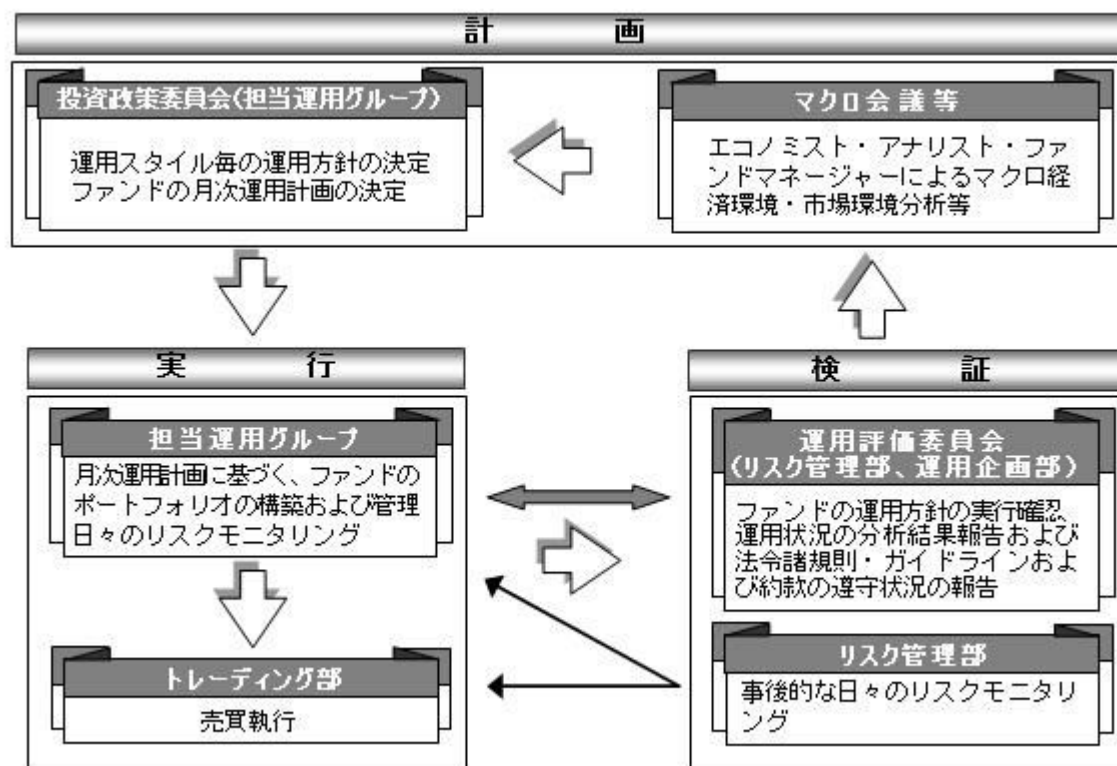 計 画
投資政策委員会(担当運用グループ)
運用スタイル毎の運用方針の決定
ファンドの月次運用計画の決定
マクロ会議等
エコノミスト・アナリスト・ファ
ンドマネージャーによるマクロ経
済環境・市場環境分析等
実 行
担当運用グループ
月次運用計画に基づく、ファンドの
ポートフォリオの構築および管理
日々のリスクモニタリング
トレーディング部
売買執行
検 証
運用評価委員会
(リスク管理部、運用企画部)
ファンドの運用方針の実行確認
運用状況の分析結果報告および
法令諸規則・ガイドラインおよ
び約款の遵守状況の報告
リスク管理部
事後的な日々のリスクモニタリ
ング